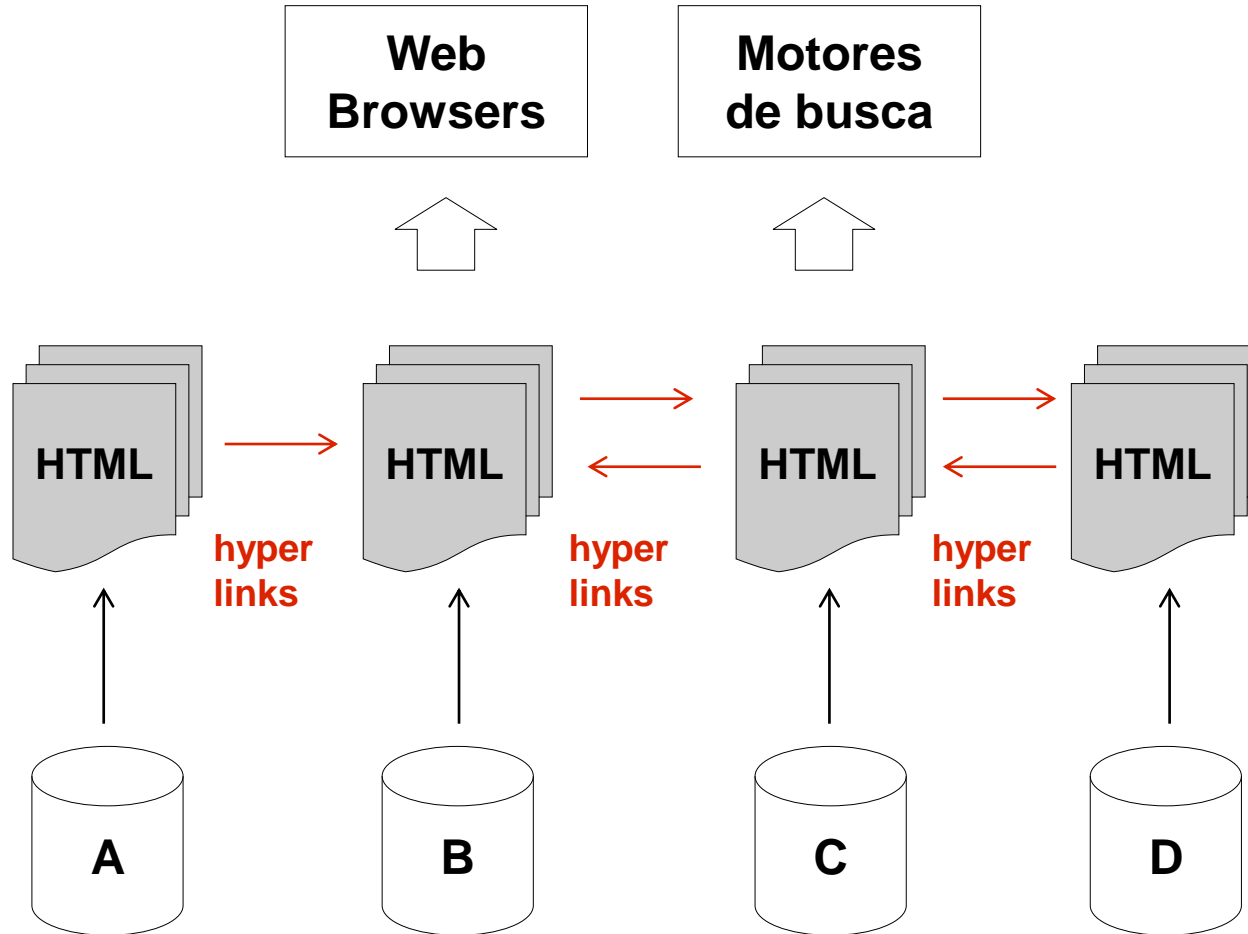 Web
Browsers
Motores
de busca
HTML
HTML
HTML
HTML
hyper
links
hyper
links
hyper
links
A
B
C
D